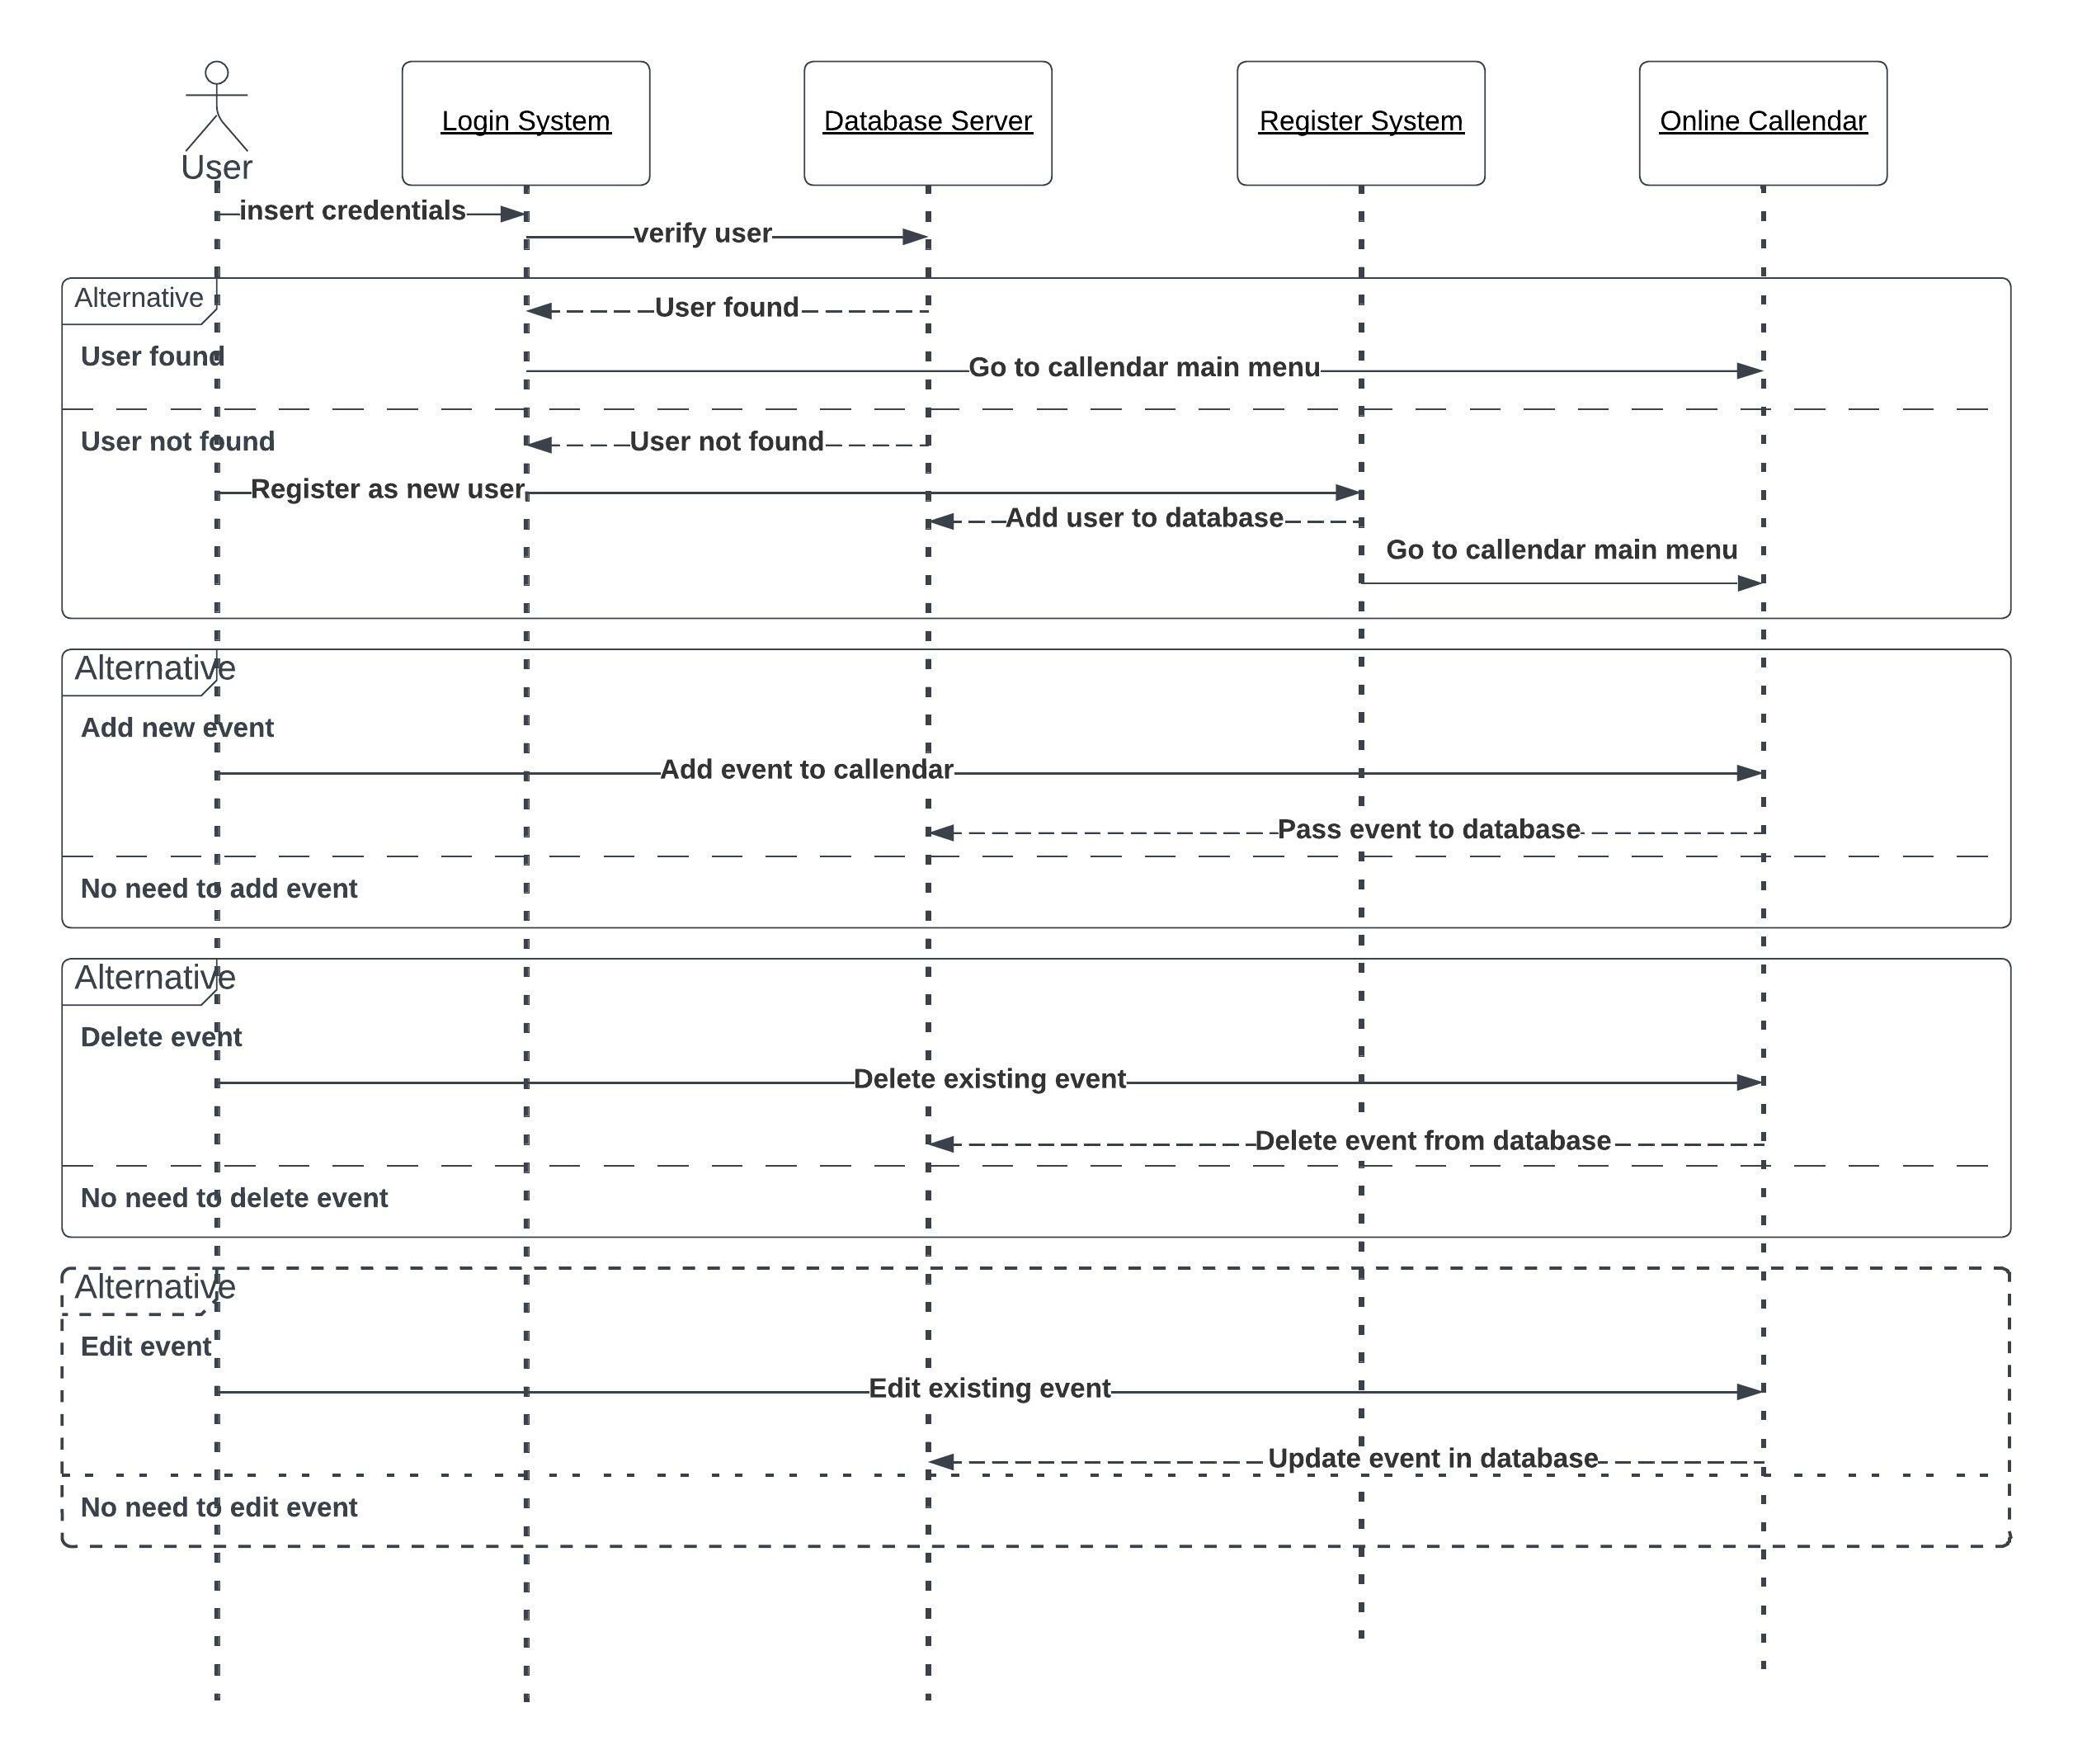 User
Login System
Database Server
Register System
Online Callendar
insert credentials
verify user
Alternative
User found
User found
Go to callendar main menu
User not found
User not found
Register as new user
Add user to database
Go to callendar main menu
Alternative
Add new event
Add event to callendar
Pass event to database
No need to add event
Alternative
Delete event
Delete existing event
Delete event from database
No need to delete event
Alternative
Edit event
Edit existing event
Update event in database
No need to edit event